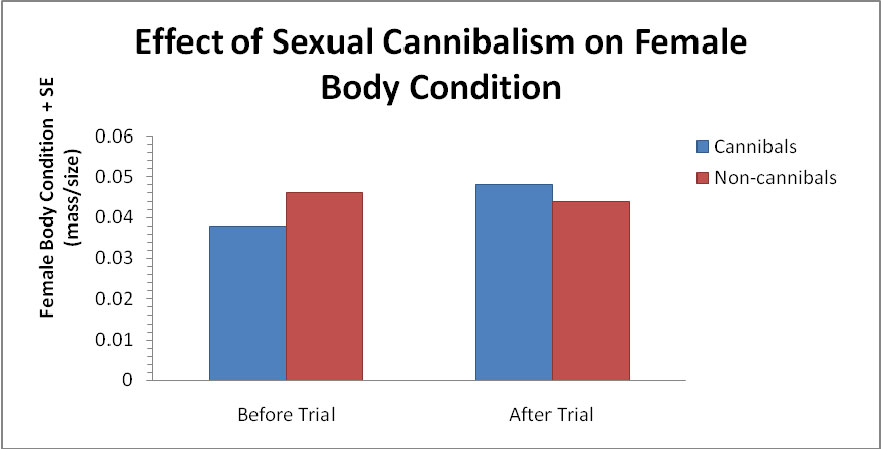 Effect of Sexual Cannibalism on Female
Body Condition
Female Body Condition + SE
(mass/size)
0.06
0.05
0.04
0.03
0.02
0.01
0
Before Trial
After Trial
Cannibals
Non-cannibals